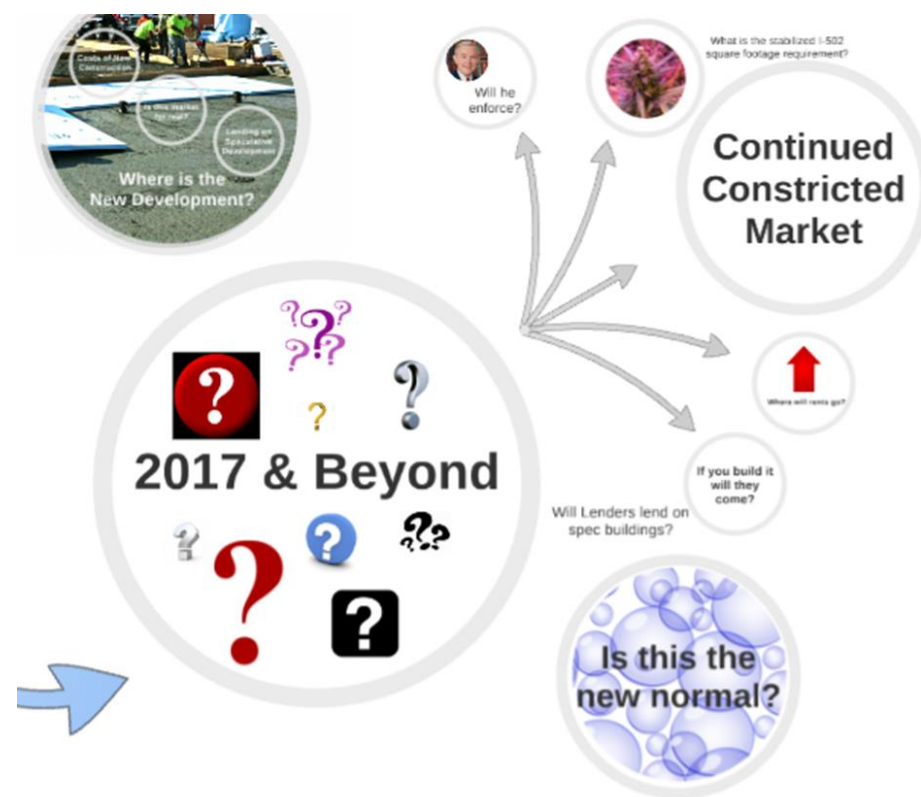 Costs of New
Construction
Is this market
for real?
Lending on
Speculative
Development
Where is the
New Development?
Will he
enforce?
What is the stabilized I-502
square footage requirement?
Continued
Constricted
Market
Where will rents go?
If you build it
will they
come?
Will Lenders lend on
spec buildings?
2017 & Beyond
Is this the
new normal?